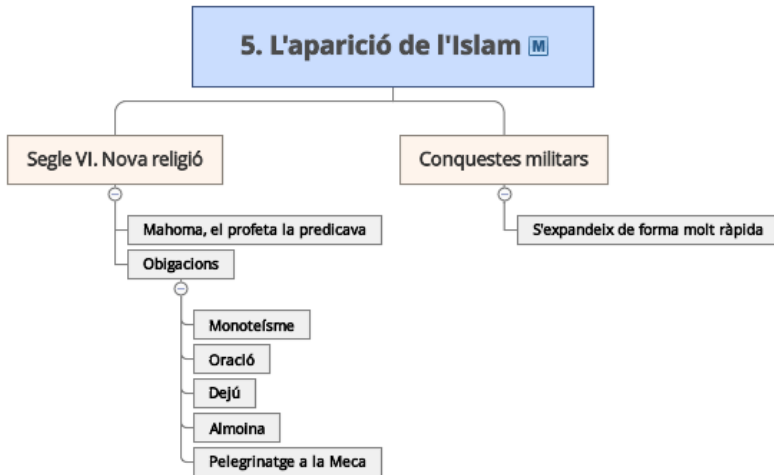 5. L'aparició de l'Islam M
Segle VI. Nova religió
Conquestes militars
Mahoma, el profeta la predicava
S'expandeix de forma molt ràpida
Obigacions
Monoteísme
Oració
Dejú
Almoina
Pelegrinatge a la Meca